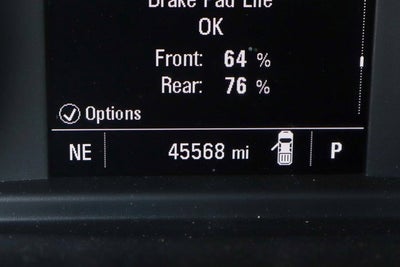 Brake Pad Life
OK
Front: 64 %
Rear: 76 %
Options
NE 45568 mi P